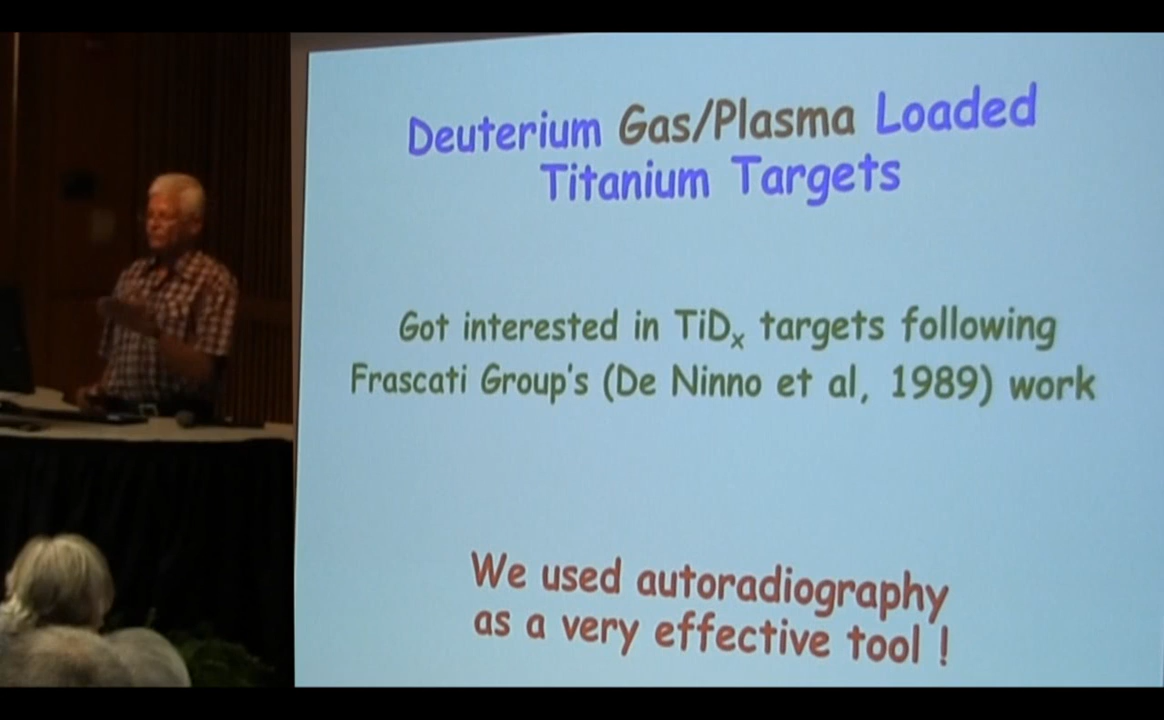 Deuterium Gas/Plasma Loaded
Titanium Targets
Got interested in TiDₓ targets following
Frascati Group's (De Ninno et al, 1989) work
We used autoradiography
as a very effective tool !